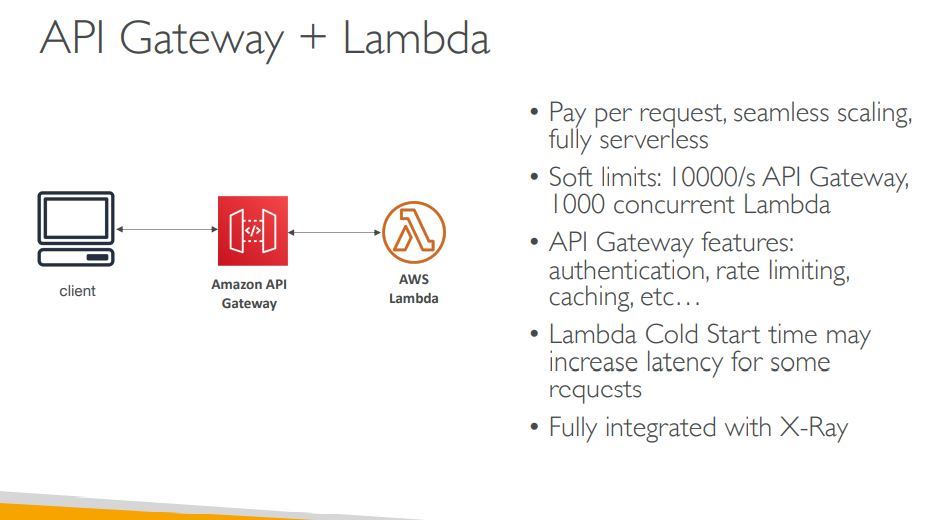 API Gateway + Lambda
• Pay per request, seamless scaling,
fully serverless
• Soft limits: 10000/s API Gateway,
1000 concurrent Lambda
• API Gateway features:
authentication, rate limiting,
caching, etc…
• Lambda Cold Start time may
increase latency for some
requests
• Fully integrated with X-Ray
client
Amazon API
Gateway
AWS
Lambda